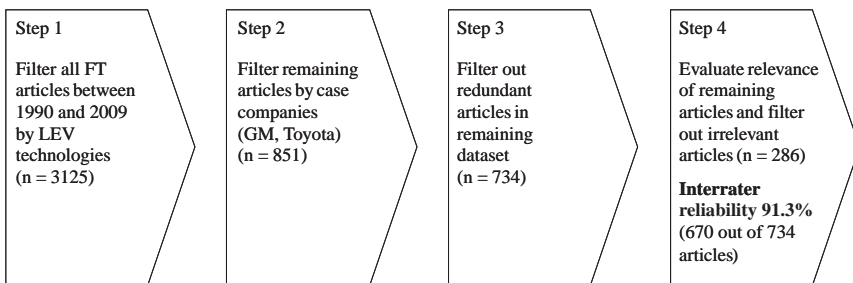 Step 1
Filter all FT
articles between
1990 and 2009
by LEV
technologies
(n = 3125)
Step 2
Filter remaining
articles by case
companies
(GM, Toyota)
(n = 851)
Step 3
Filter out
redundant
articles in
remaining
dataset
(n = 734)
Step 4
Evaluate relevance
of remaining
articles and filter
out irrelevant
articles (n = 286)
Interrater
reliability 91.3%
(670 out of 734
articles)